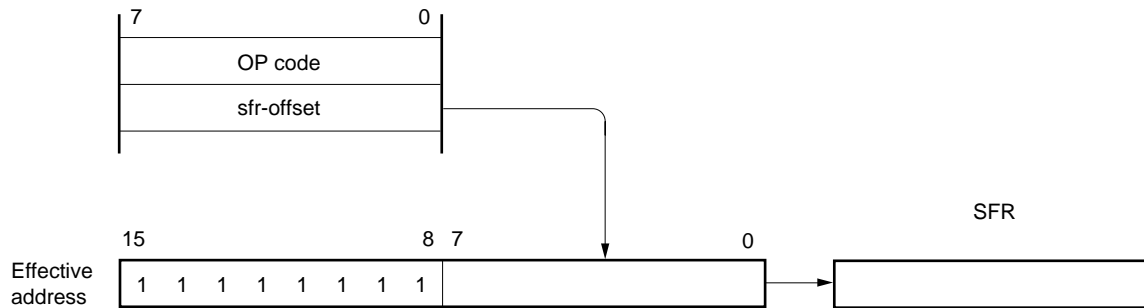 7 0
OP code
sfr-offset
SFR
15 8 7 0
Effective
address
1 1 1 1 1 1 1 1